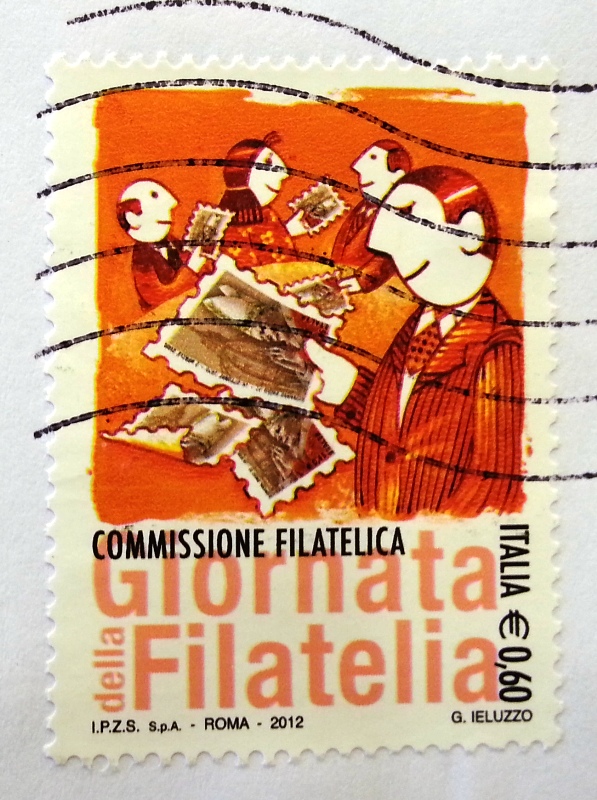 COMMISSIONE FILATELICA
Giornata
della Filatelia
ITALIA € 0,60
I.P.Z.S. S.p.A. - ROMA - 2012
G. IELUZZO